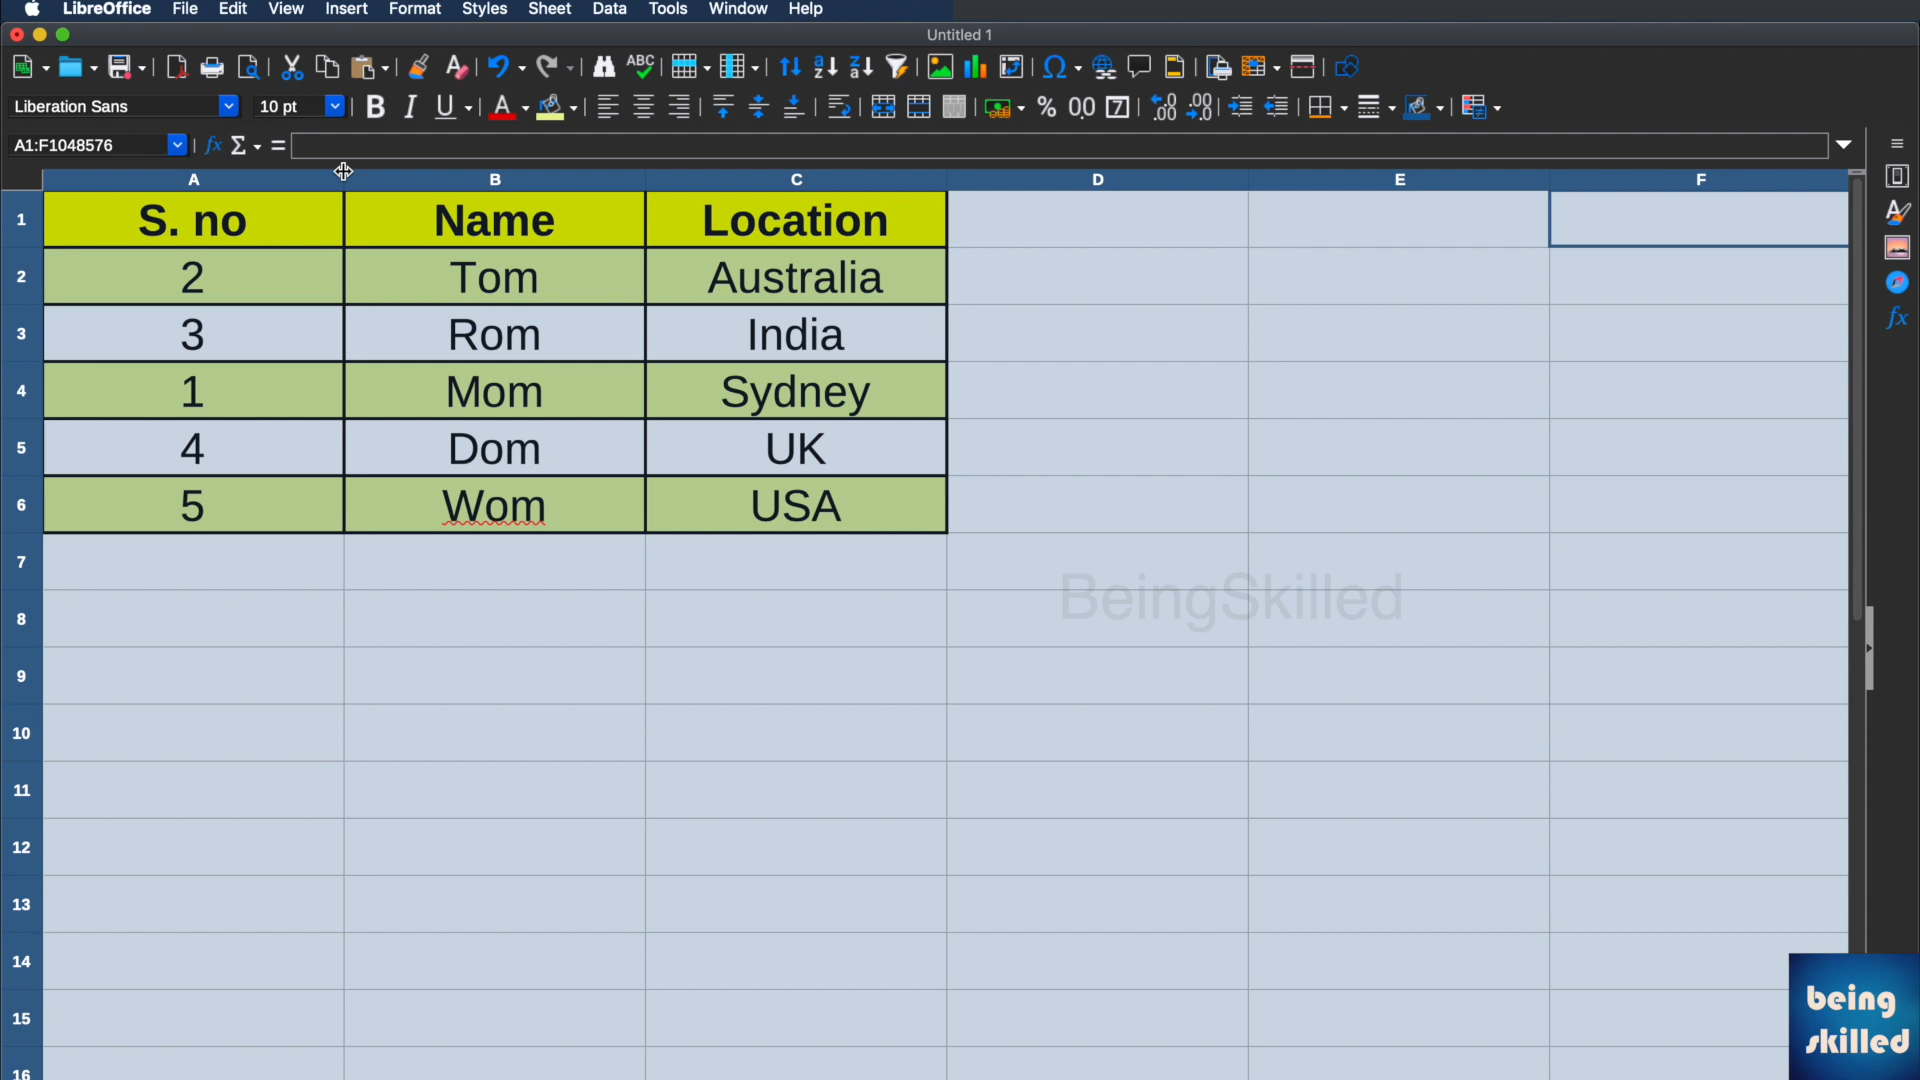 LibreOffice File Edit View Insert Format Styles Sheet Data Tools Window Help
Untitled 1
Liberation Sans 10 pt
A1:F1048576
A B C D E F
1 S. no Name Location
2 2 Tom Australia
3 3 Rom India
4 1 Mom Sydney
5 4 Dom UK
6 5 Wom USA
7
8 BeingSkilled
9
10
11
12
13
14
15
16
being
skilled